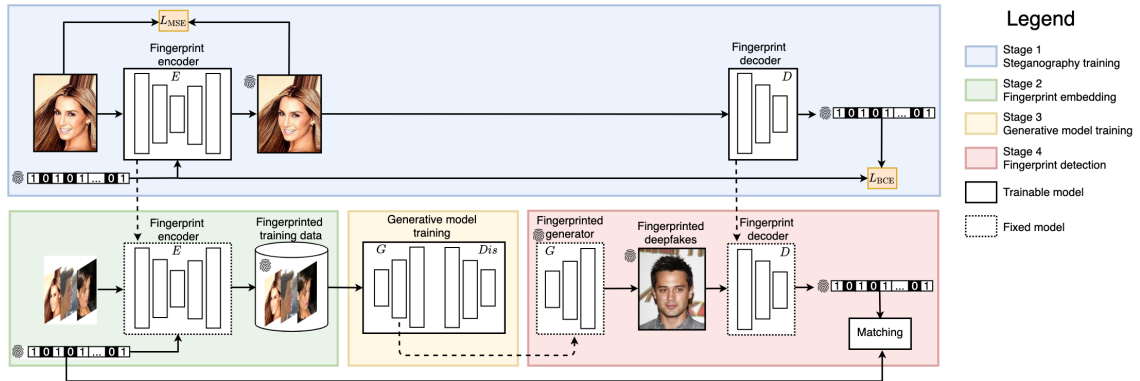 L_MSE
Fingerprint
encoder
E
Fingerprint
decoder
D
1 0 1 0 1 ... 0 1
1 0 1 0 1 ... 0 1
L_BCE
Fingerprint
encoder
E
Fingerprinted
training data
1 0 1 0 1 ... 0 1
Generative model
training
G Dis
Fingerprinted
generator
G
Fingerprinted
deepfakes
Fingerprint
decoder
D
1 0 1 0 1 ... 0 1
Matching
Legend
Stage 1
Steganography training
Stage 2
Fingerprint embedding
Stage 3
Generative model training
Stage 4
Fingerprint detection
Trainable model
Fixed model